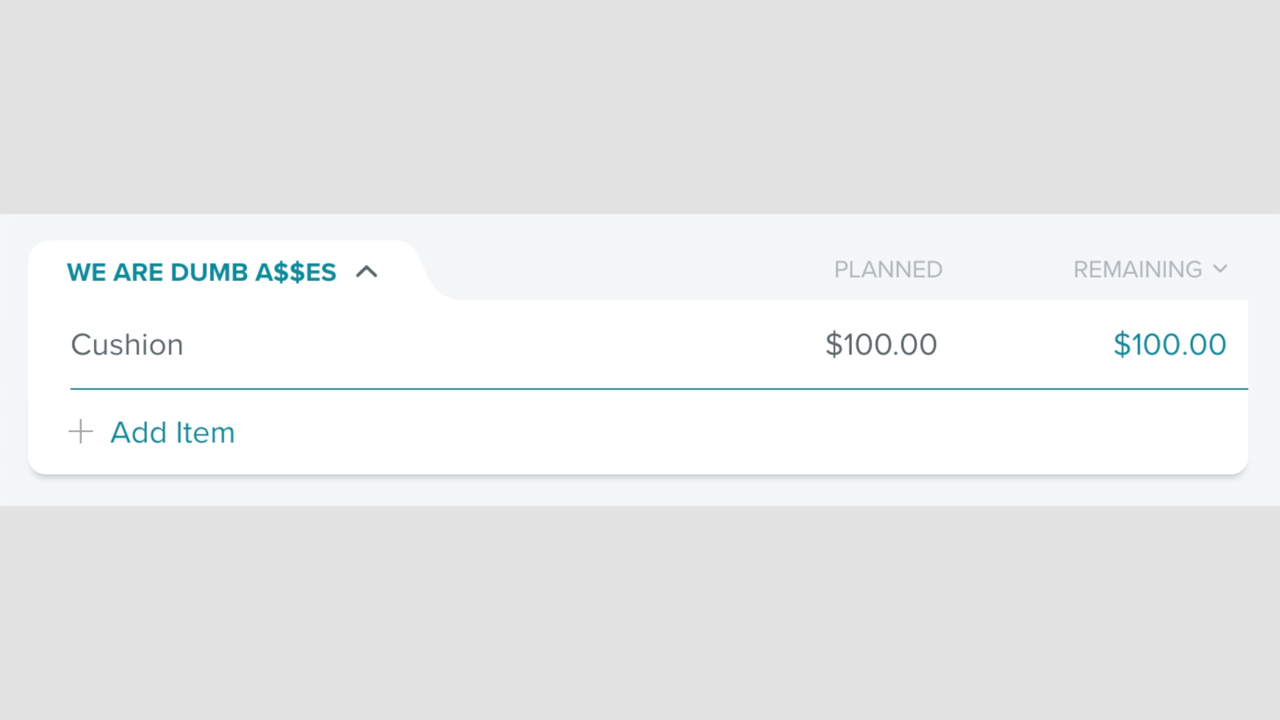 WE ARE DUMB A$$ES PLANNED REMAINING
Cushion $100.00 $100.00
+ Add Item